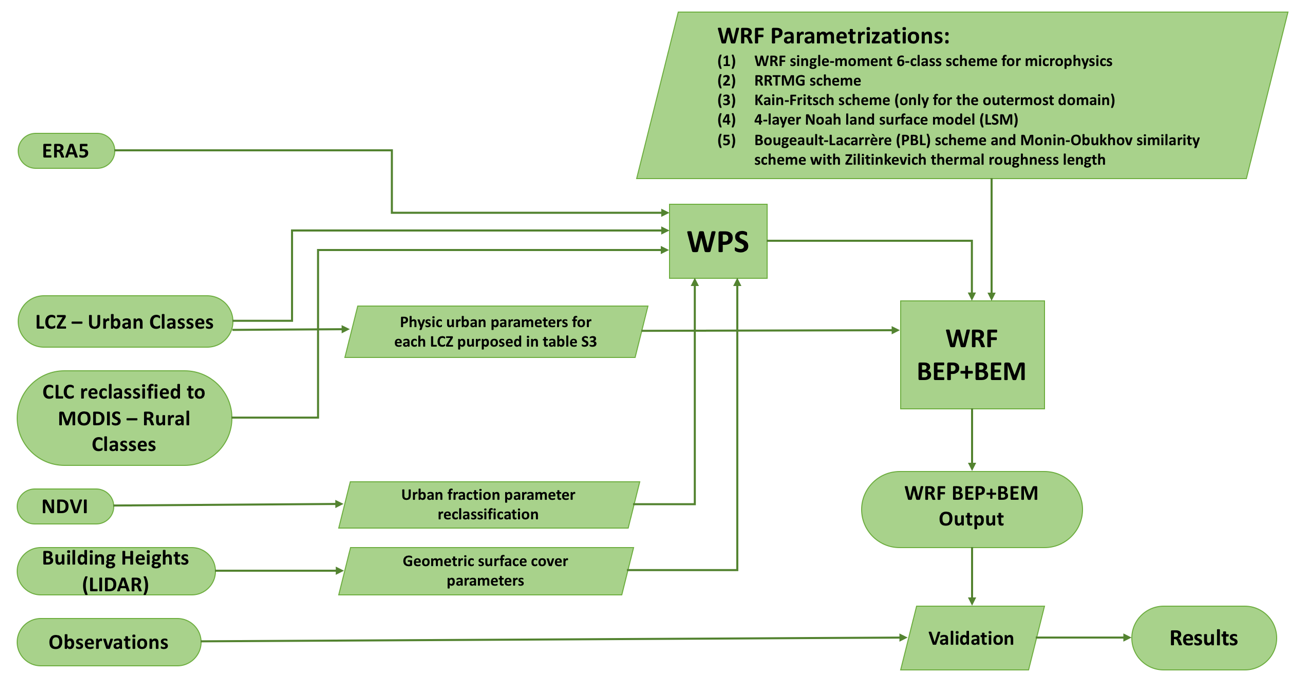 WRF Parametrizations:
(1) WRF single-moment 6-class scheme for microphysics
(2) RRTMG scheme
(3) Kain-Fritsch scheme (only for the outermost domain)
(4) 4-layer Noah land surface model (LSM)
(5) Bougeault-Lacarrère (PBL) scheme and Monin-Obukhov similarity
scheme with Zilitinkevich thermal roughness length
ERA5
WPS
LCZ – Urban Classes
Physic urban parameters for
each LCZ purposed in table S3
WRF
BEP+BEM
CLC reclassified to
MODIS – Rural
Classes
NDVI
Urban fraction parameter
reclassification
WRF BEP+BEM
Output
Building Heights
(LIDAR)
Geometric surface cover
parameters
Observations
Validation
Results